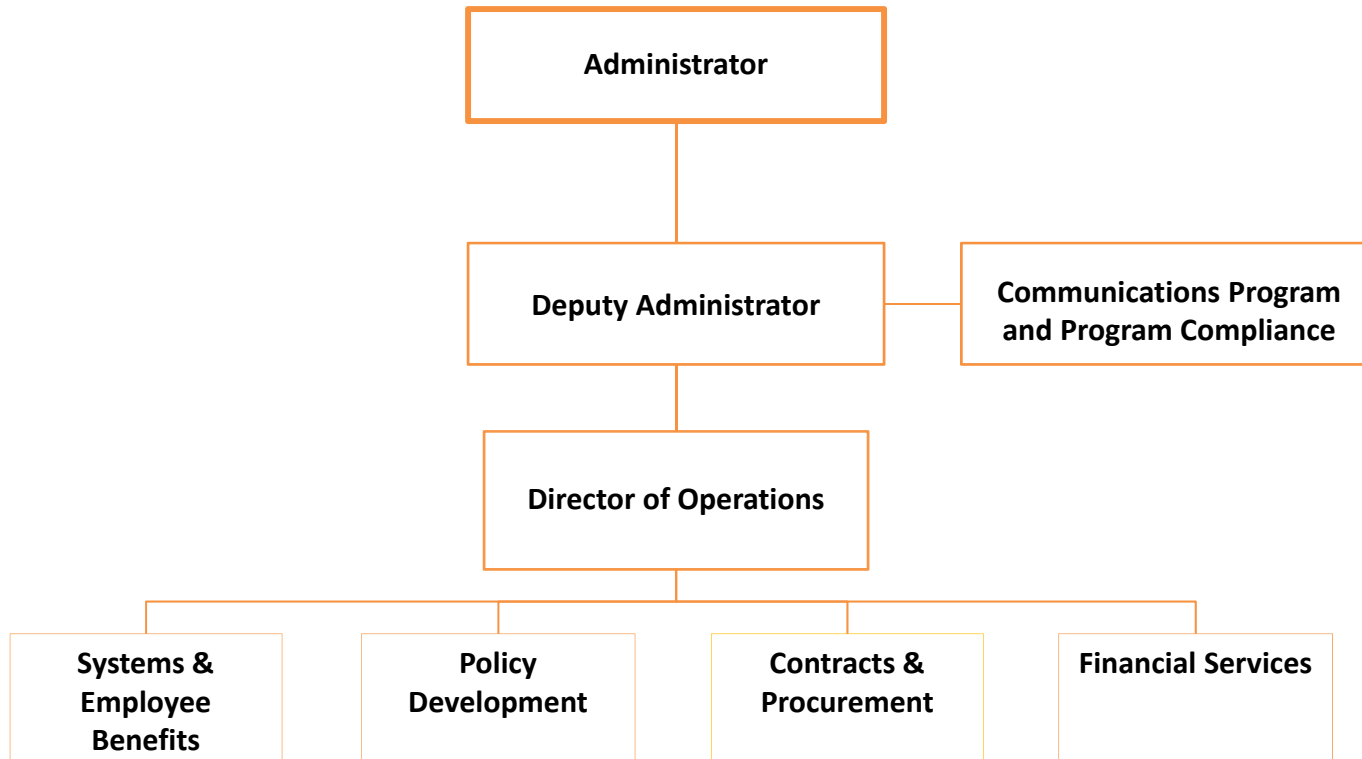 Administrator
Deputy Administrator
Communications Program
and Program Compliance
Director of Operations
Systems &
Employee
Benefits
Policy
Development
Contracts &
Procurement
Financial Services